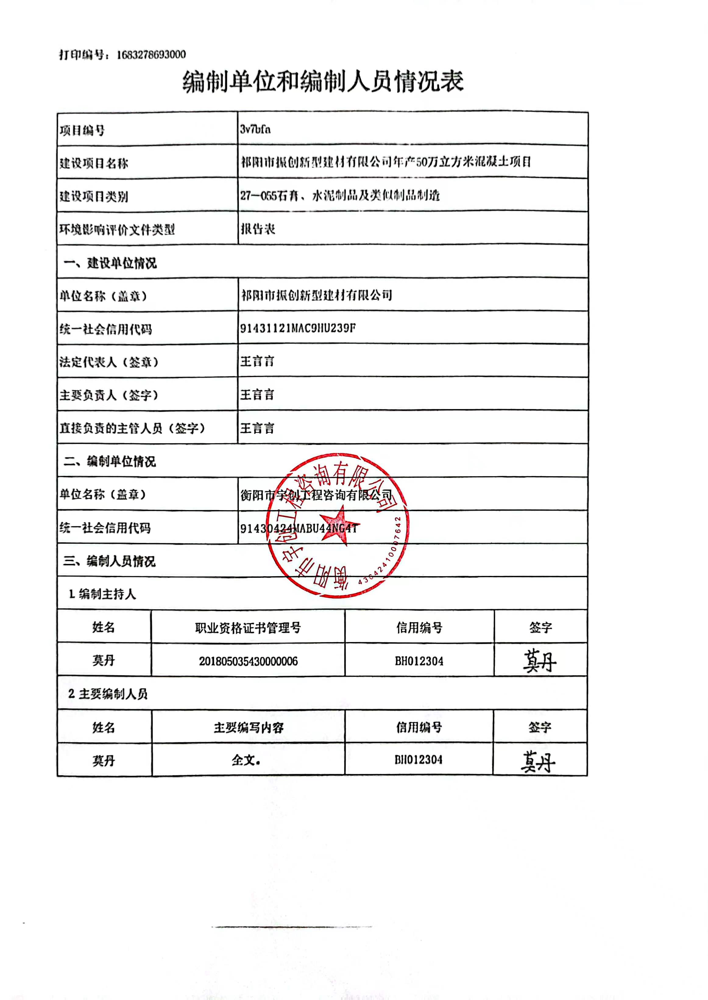 打印编号：1683278693000
编制单位和编制人员情况表
项目编号 3v7bfa
建设项目名称 祁阳市振创新型建材有限公司年产50万立方米混凝土项目
建设项目类别 27—055石膏、水泥制品及类似制品制造
环境影响评价文件类型 报告表
一、建设单位情况
单位名称（盖章） 祁阳市振创新型建材有限公司
统一社会信用代码 91431121MAC9HU239F
法定代表人（签章） 王言言
主要负责人（签字） 王言言
直接负责的主管人员（签字） 王言言
二、编制单位情况
单位名称（盖章） 衡阳市宇创工程咨询有限公司
统一社会信用代码 91430424MABU44NG4T
衡阳市宇创工程咨询有限公司
43042410007642
三、编制人员情况
1 编制主持人
姓名 职业资格证书管理号 信用编号 签字
莫丹 201805035430000006 BH012304 莫丹
2 主要编制人员
姓名 主要编写内容 信用编号 签字
莫丹 全文。 BH012304 莫丹